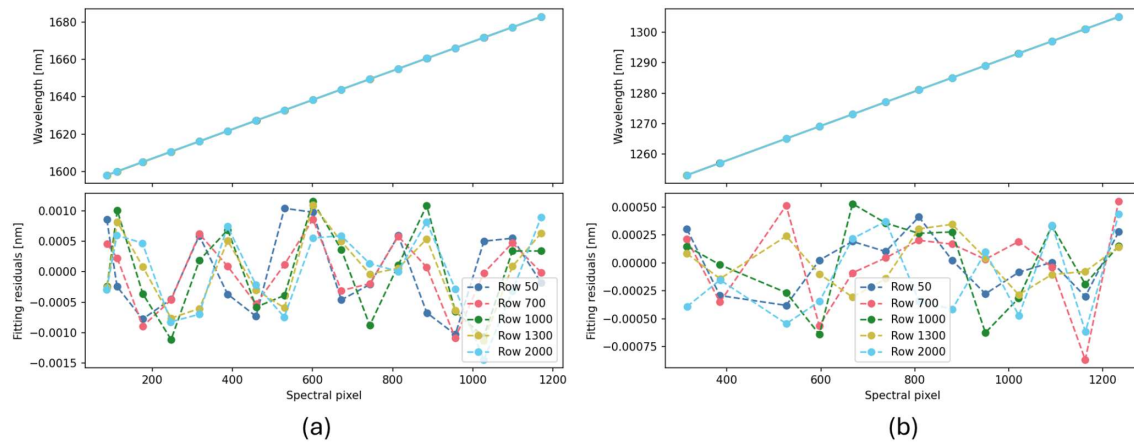 1680
1660
1640
1620
1600
Wavelength [nm]
0.0010
0.0005
0.0000
−0.0005
−0.0010
−0.0015
Fitting residuals [nm]
Row 50
Row 700
Row 1000
Row 1300
Row 2000
200 400 600 800 1000 1200
Spectral pixel
(a)
1300
1290
1280
1270
1260
Wavelength [nm]
0.00050
0.00025
0.00000
−0.00025
−0.00050
−0.00075
Fitting residuals [nm]
Row 50
Row 700
Row 1000
Row 1300
Row 2000
400 600 800 1000 1200
Spectral pixel
(b)